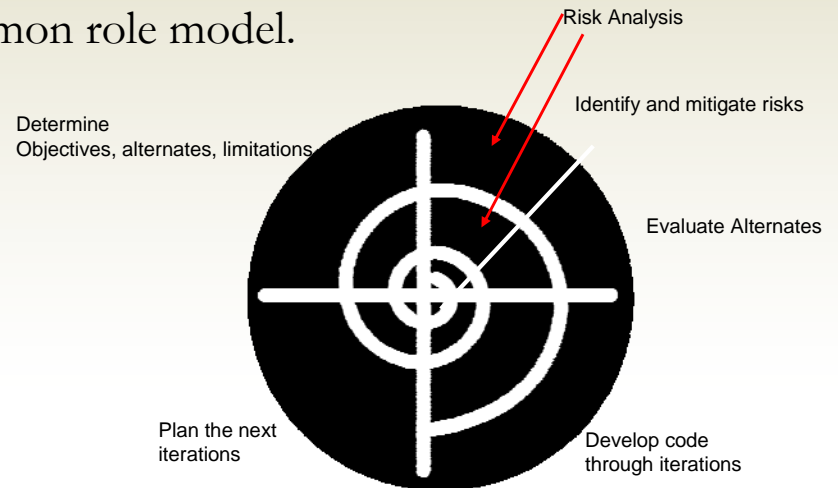 mon role model.
Risk Analysis
Identify and mitigate risks
Determine
Objectives, alternates, limitations
Evaluate Alternates
Plan the next
iterations
Develop code
through iterations